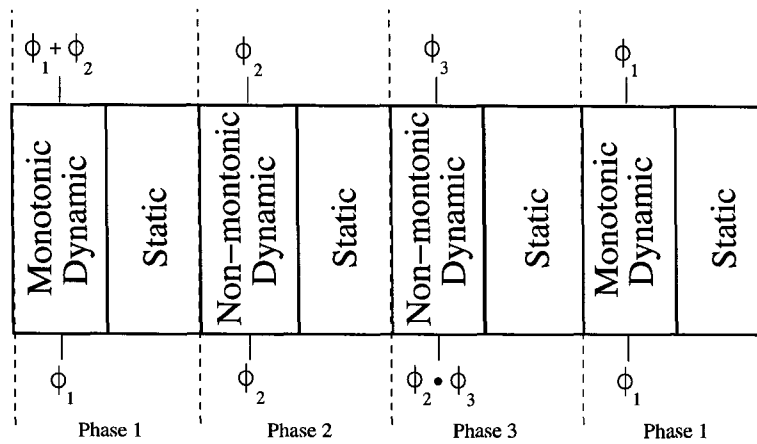 ϕ1 + ϕ2
ϕ2
ϕ3
ϕ1
Monotonic
Dynamic
Static
Non-montonic
Dynamic
Static
Non-montonic
Dynamic
Static
Monotonic
Dynamic
Static
ϕ1
ϕ2
ϕ2 • ϕ3
ϕ1
Phase 1
Phase 2
Phase 3
Phase 1